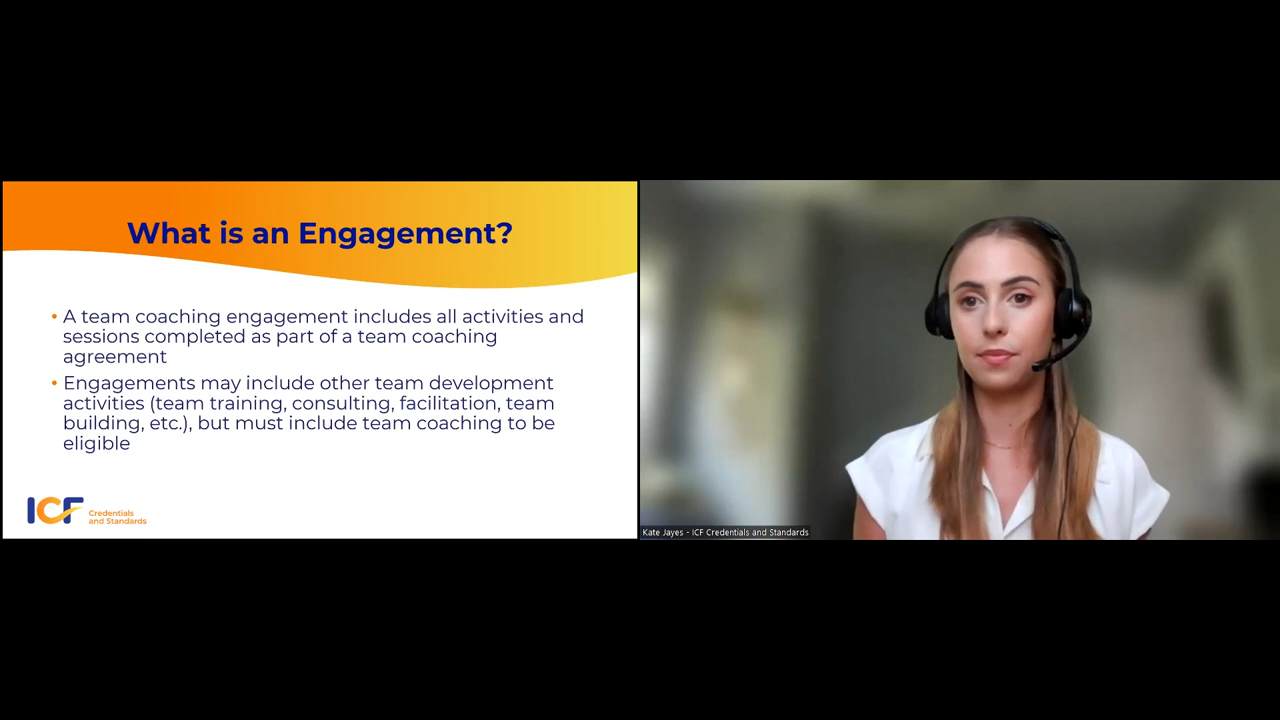 What is an Engagement?
• A team coaching engagement includes all activities and
sessions completed as part of a team coaching
agreement
• Engagements may include other team development
activities (team training, consulting, facilitation, team
building, etc.), but must include team coaching to be
eligible
ICF
Credentials
and Standards
Kate Jayes - ICF Credentials and Standards